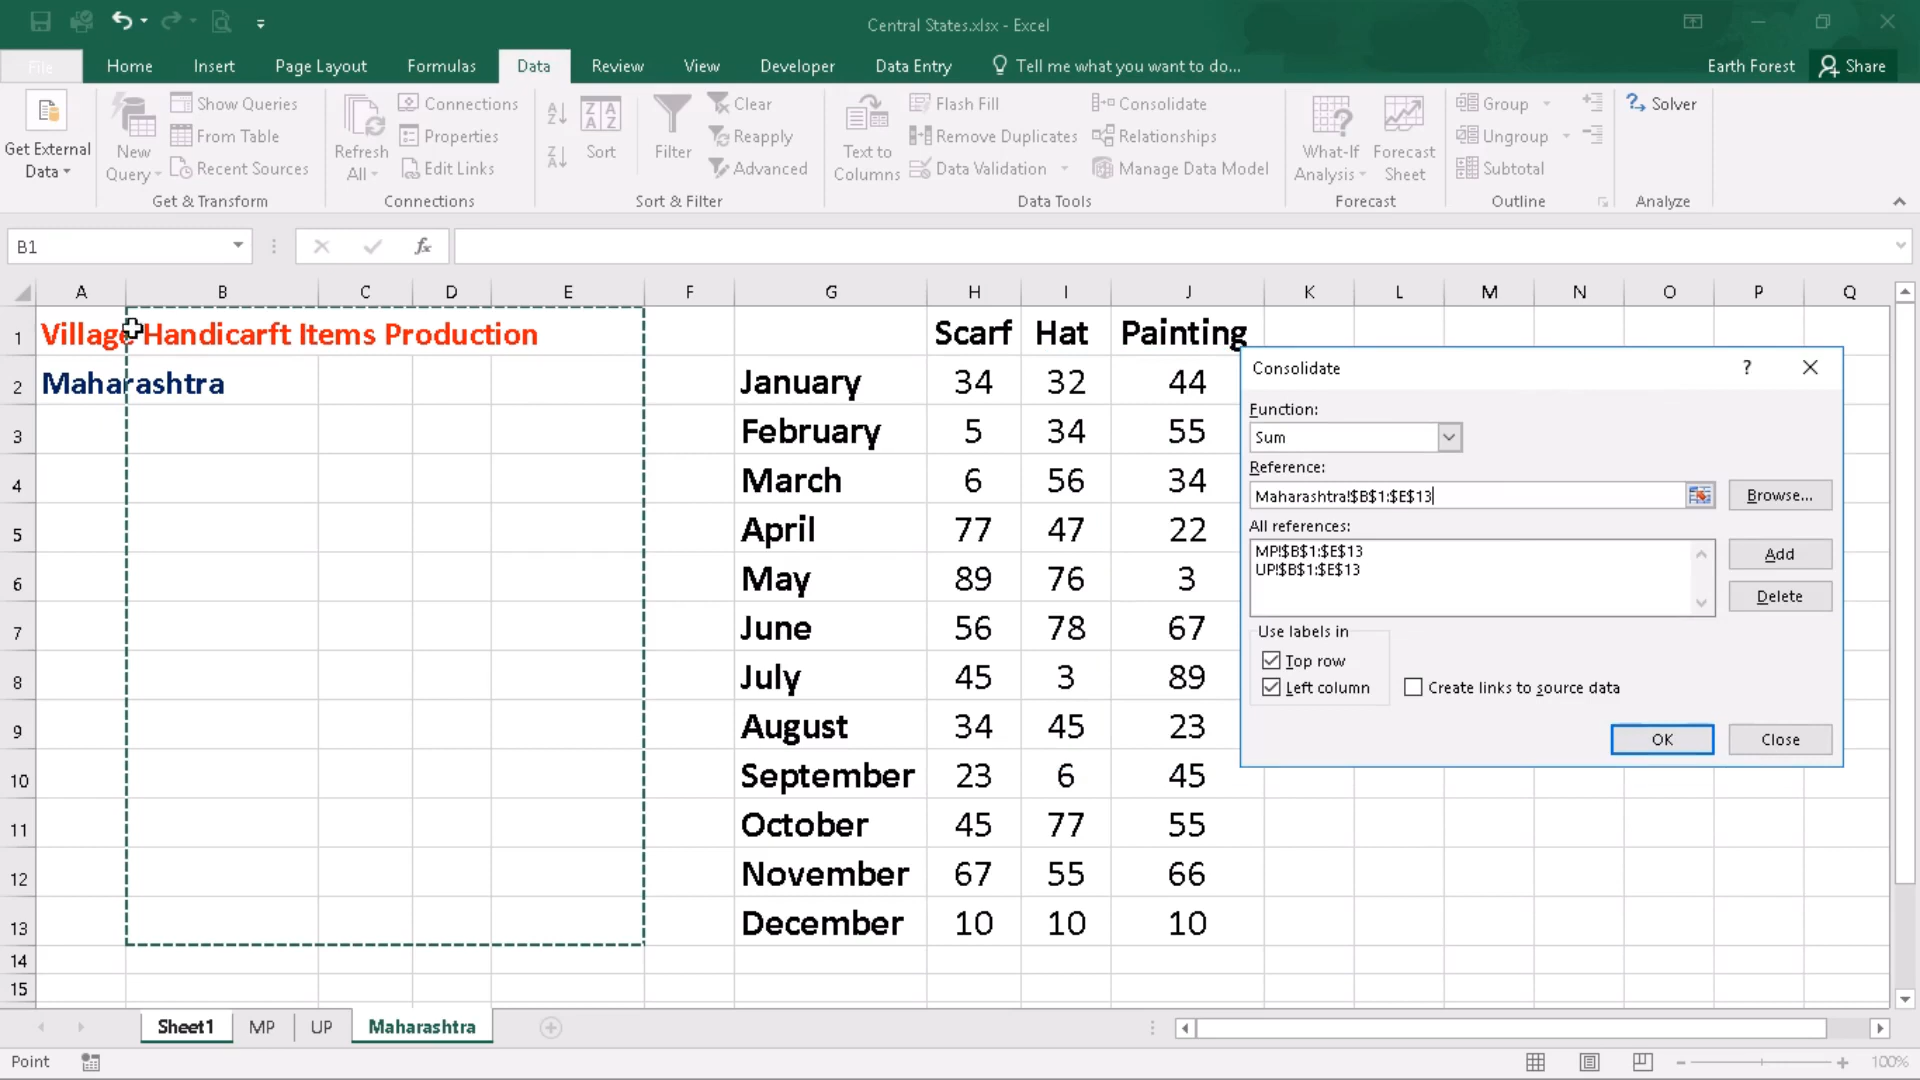 Central States.xlsx - Excel
File Home Insert Page Layout Formulas Data Review View Developer Data Entry Tell me what you want to do... Earth Forest Share
Get External Data
New Query
Show Queries
From Table
Recent Sources
Get & Transform
Refresh All
Connections
Properties
Edit Links
Connections
Sort
Filter
Clear
Reapply
Advanced
Sort & Filter
Text to Columns
Flash Fill
Remove Duplicates
Data Validation
Consolidate
Relationships
Manage Data Model
Data Tools
What-If Analysis
Forecast Sheet
Forecast
Group
Ungroup
Subtotal
Outline
Solver
Analyze
B1 fx
A B C D E F G H I J K L M N O P Q
1 Village Handicarft Items Production Scarf Hat Painting
2 Maharashtra January 34 32 44
3 February 5 34 55
4 March 6 56 34
5 April 77 47 22
6 May 89 76 3
7 June 56 78 67
8 July 45 3 89
9 August 34 45 23
10 September 23 6 45
11 October 45 77 55
12 November 67 55 66
13 December 10 10 10
14
15
Consolidate ?
Function:
Sum
Reference:
Maharashtra!$B$1:$E$13 Browse...
All references:
MP!$B$1:$E$13 Add
UP!$B$1:$E$13 Delete
Use labels in
Top row
Left column Create links to source data
OK Close
Sheet1 MP UP Maharashtra
Point 100%